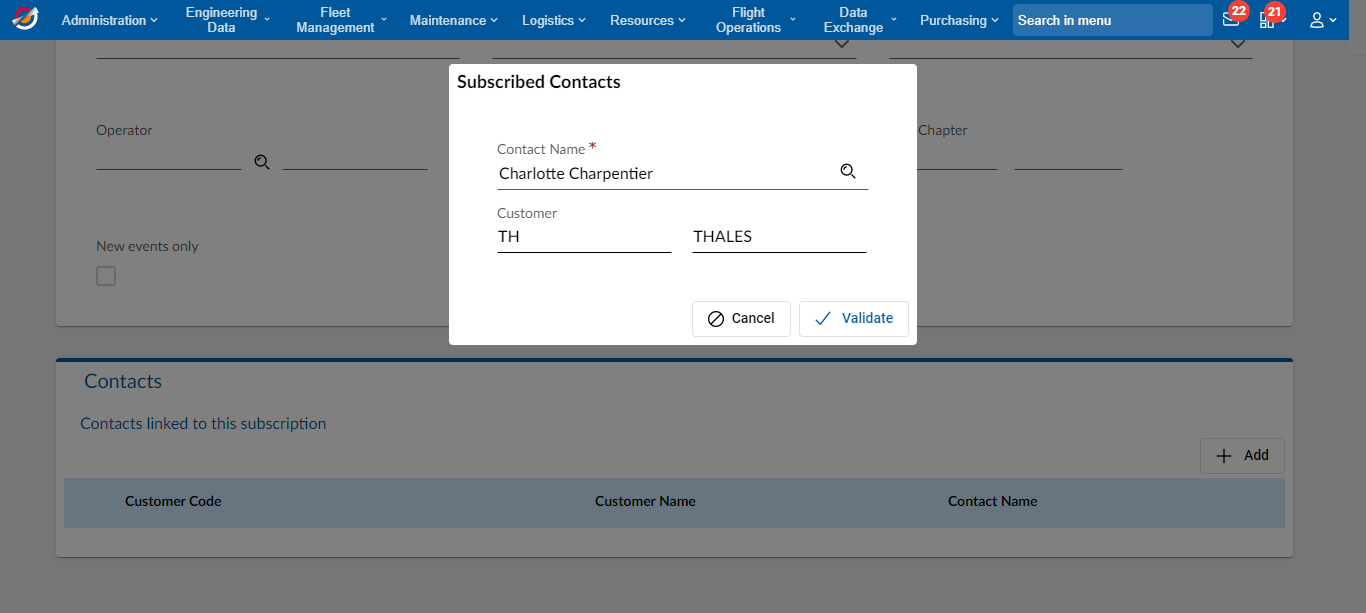 Administration
Engineering
Data
Fleet
Management
Maintenance
Logistics
Resources
Flight
Operations
Data
Exchange
Purchasing
Search in menu
22
21
Subscribed Contacts
Contact Name *
Charlotte Charpentier
Customer
TH THALES
Cancel Validate
Operator
Chapter
New events only
Contacts
Contacts linked to this subscription
Add
Customer Code Customer Name Contact Name